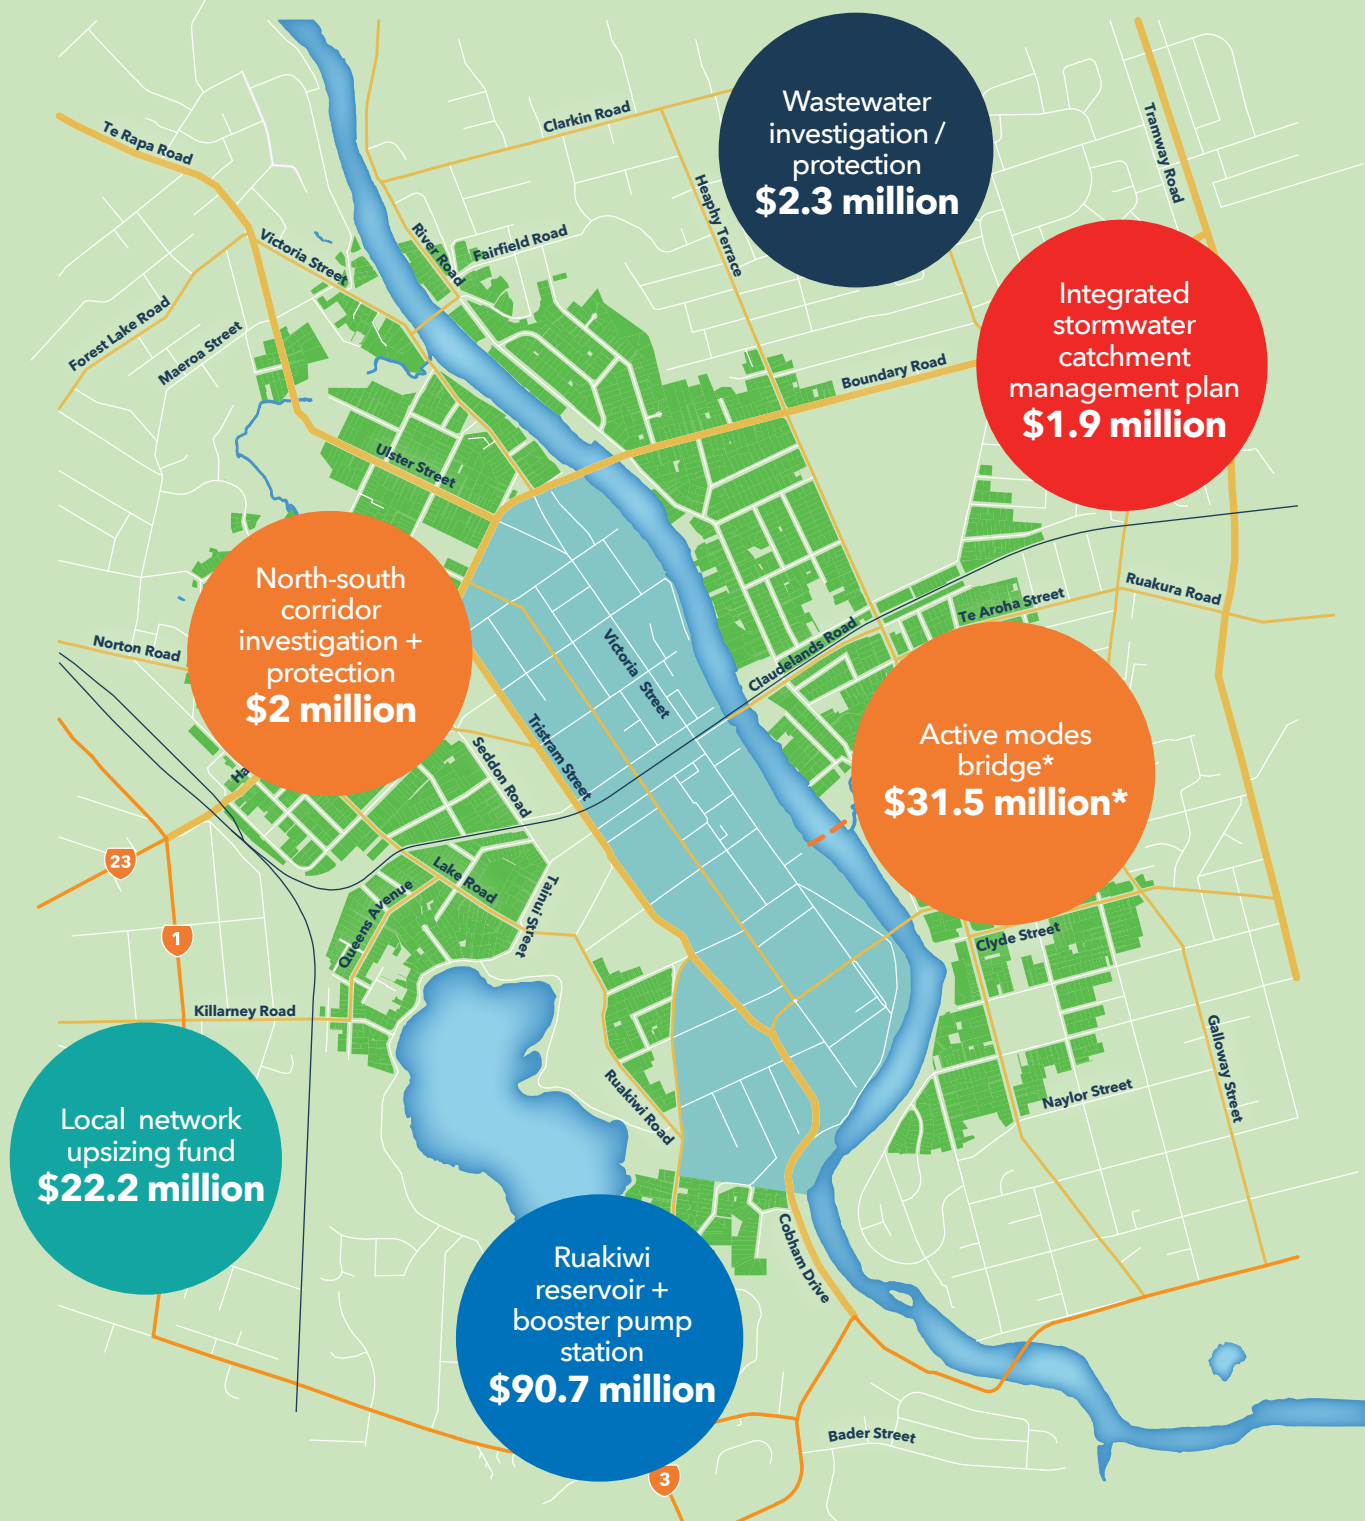 Wastewater
investigation /
protection
$2.3 million
Clarkin Road
Te Rapa Road
Tramway Road
Heaphy Terrace
River Road
Fairfield Road
Victoria Street
Integrated
stormwater
catchment
management plan
$1.9 million
Forest Lake Road
Maeroa Street
Boundary Road
Ulster Street
North-south
corridor
investigation +
protection
$2 million
Ruakura Road
Te Aroha Street
Norton Road
Victoria Street
Claudelands Road
Tristram Street
Seddon Road
Ha
Active modes
bridge*
$31.5 million*
23
Lake Road
Tainui Street
Queens Avenue
1
Clyde Street
Killarney Road
Galloway Street
Local network
upsizing fund
$22.2 million
Ruakiwi Road
Naylor Street
Cobham Drive
Ruakiwi
reservoir +
booster pump
station
$90.7 million
Bader Street
3